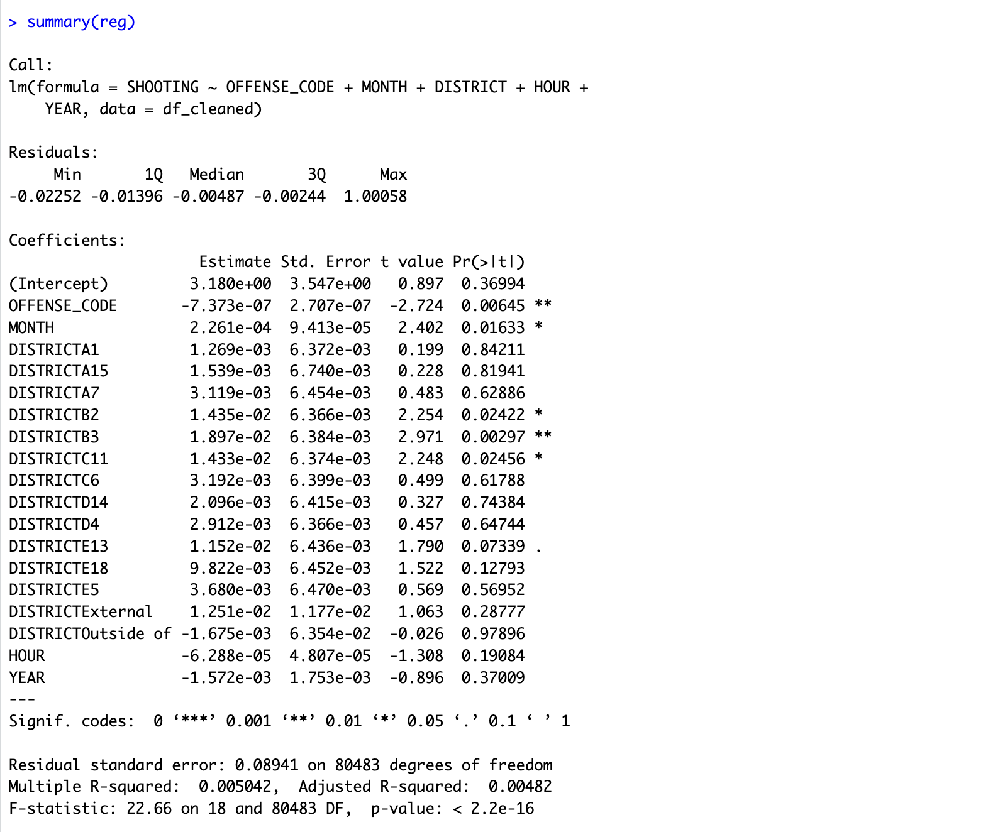 > summary(reg)
Call:
lm(formula = SHOOTING ~ OFFENSE_CODE + MONTH + DISTRICT + HOUR +
    YEAR, data = df_cleaned)
Residuals:
     Min       1Q   Median       3Q      Max
-0.02252 -0.01396 -0.00487 -0.00244  1.00058
Coefficients:
                     Estimate Std. Error t value Pr(>|t|)
(Intercept)         3.180e+00  3.547e+00   0.897  0.36994
OFFENSE_CODE       -7.373e-07  2.707e-07  -2.724  0.00645 **
MONTH               2.261e-04  9.413e-05   2.402  0.01633 *
DISTRICTA1          1.269e-03  6.372e-03   0.199  0.84211
DISTRICTA15         1.539e-03  6.740e-03   0.228  0.81941
DISTRICTA7          3.119e-03  6.454e-03   0.483  0.62886
DISTRICTB2          1.435e-02  6.366e-03   2.254  0.02422 *
DISTRICTB3          1.897e-02  6.384e-03   2.971  0.00297 **
DISTRICTC11         1.433e-02  6.374e-03   2.248  0.02456 *
DISTRICTC6          3.192e-03  6.399e-03   0.499  0.61788
DISTRICTD14         2.096e-03  6.415e-03   0.327  0.74384
DISTRICTD4          2.912e-03  6.366e-03   0.457  0.64744
DISTRICTE13         1.152e-02  6.436e-03   1.790  0.07339 .
DISTRICTE18         9.822e-03  6.452e-03   1.522  0.12793
DISTRICTE5          3.680e-03  6.470e-03   0.569  0.56952
DISTRICTExternal    1.251e-02  1.177e-02   1.063  0.28777
DISTRICTOutside of -1.675e-03  6.354e-02  -0.026  0.97896
HOUR               -6.288e-05  4.807e-05  -1.308  0.19084
YEAR               -1.572e-03  1.753e-03  -0.896  0.37009
---
Signif. codes:  0 ‘***’ 0.001 ‘**’ 0.01 ‘*’ 0.05 ‘.’ 0.1 ‘ ’ 1
Residual standard error: 0.08941 on 80483 degrees of freedom
Multiple R-squared:  0.005042,  Adjusted R-squared:  0.00482
F-statistic: 22.66 on 18 and 80483 DF,  p-value: < 2.2e-16